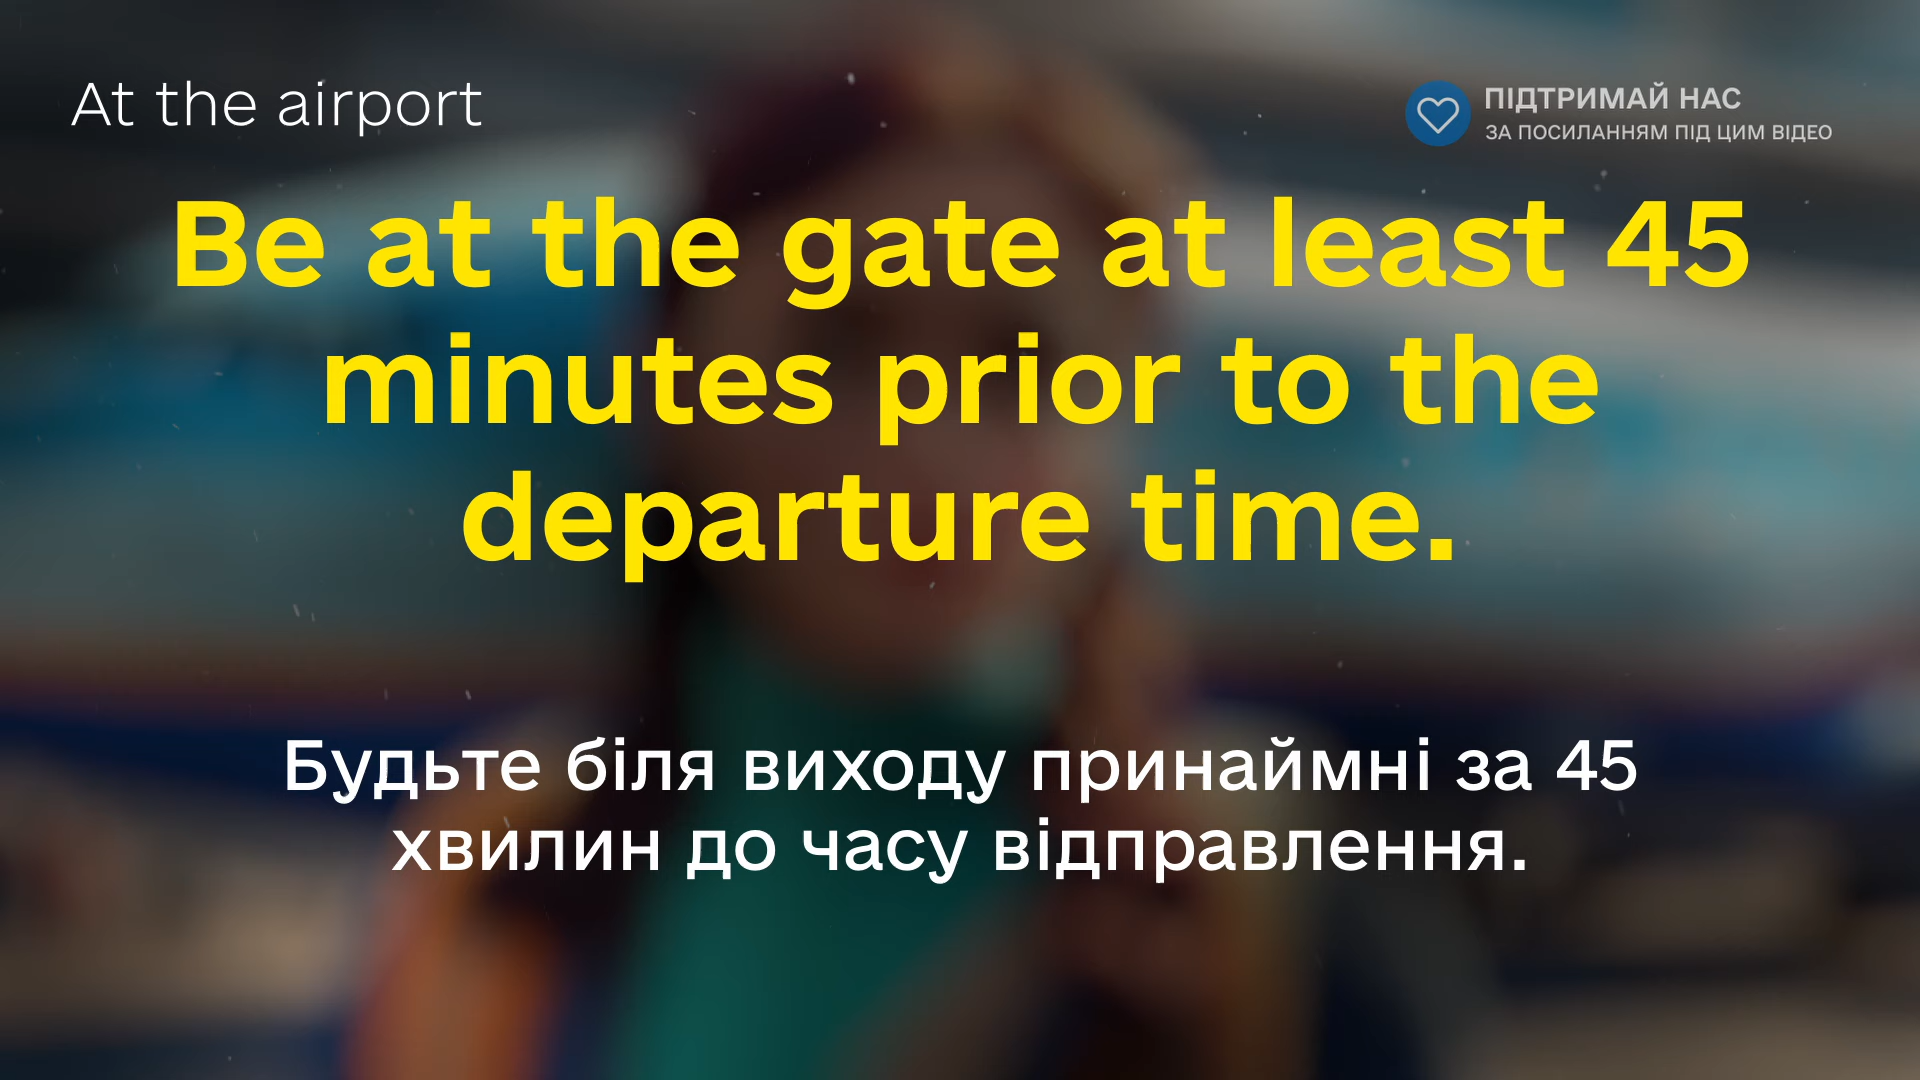 At the airport
ПІДТРИМАЙ НАС
ЗА ПОСИЛАННЯМ ПІД ЦИМ ВІДЕО
Be at the gate at least 45
minutes prior to the
departure time.
Будьте біля виходу принаймні за 45
хвилин до часу відправлення.